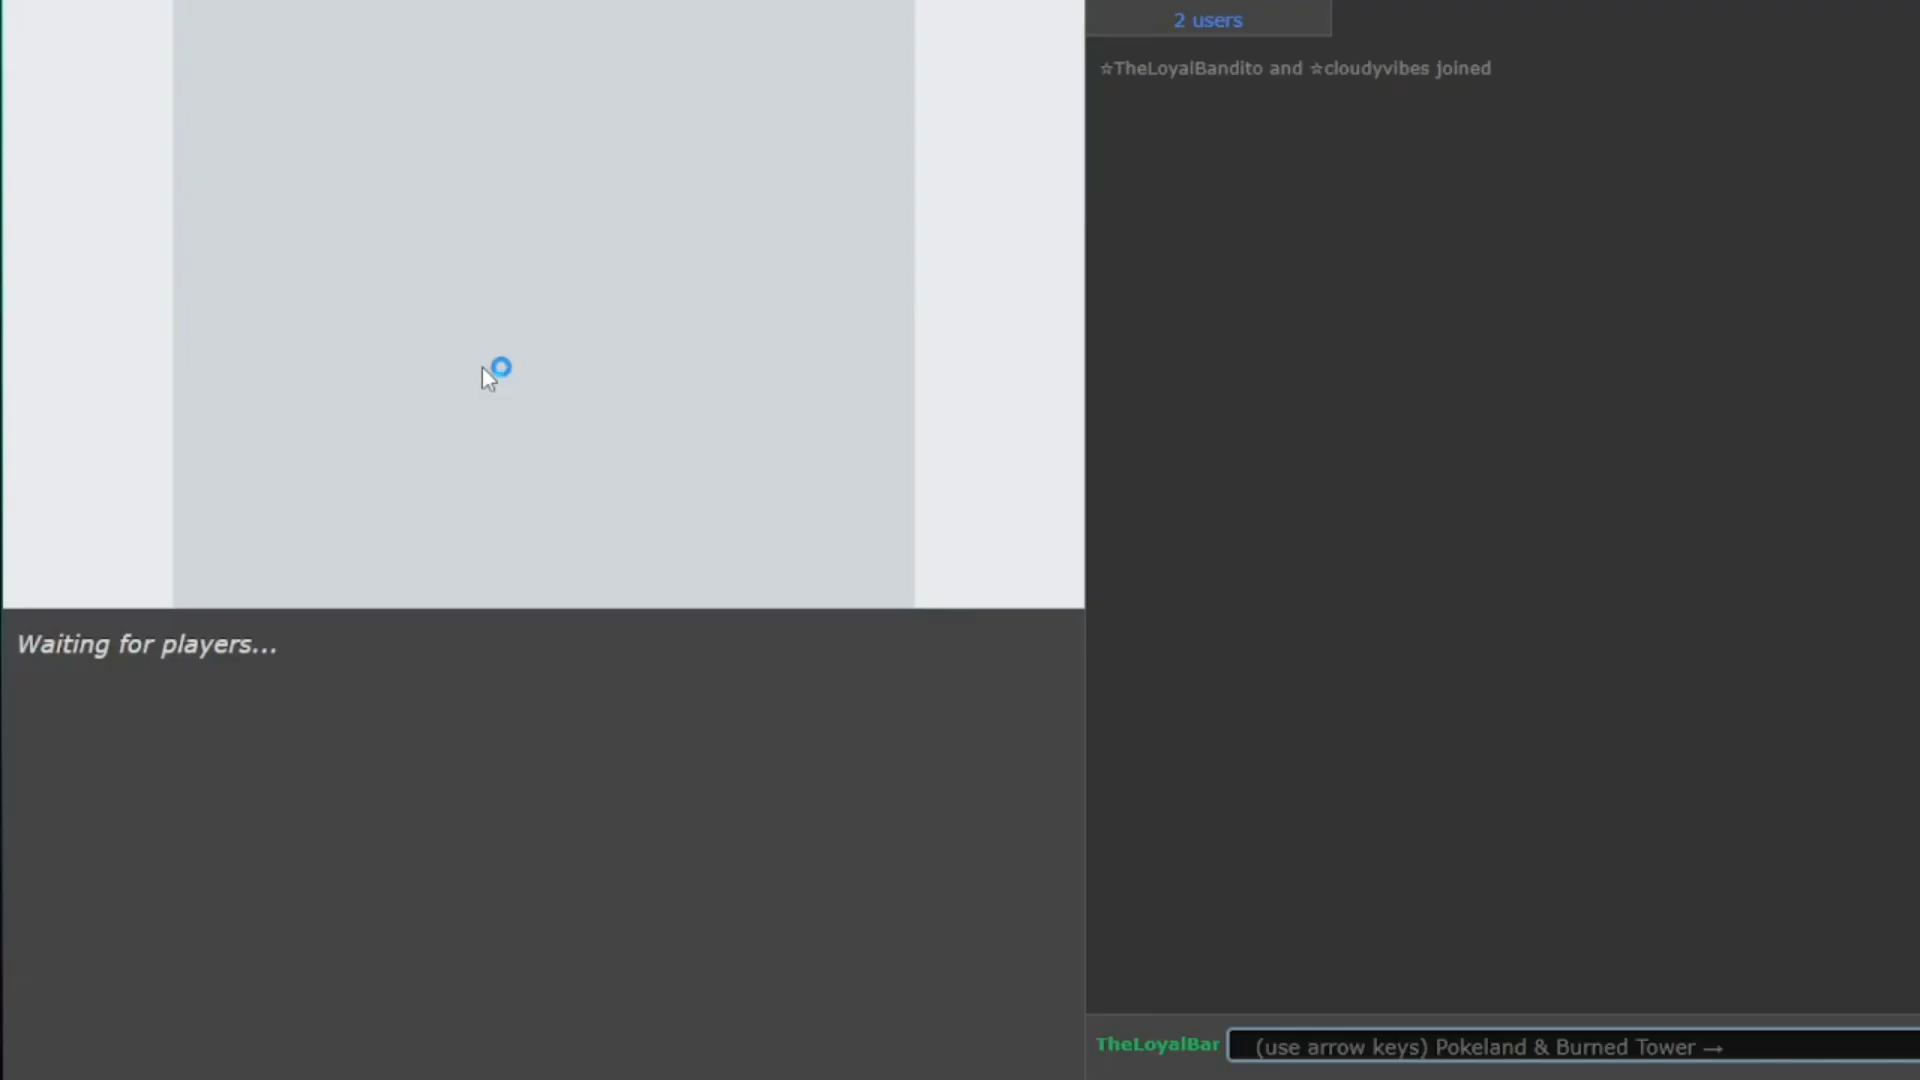 2 users
☆TheLoyalBandito and ☆cloudyvibes joined
Waiting for players...
TheLoyalBar
(use arrow keys) Pokeland & Burned Tower →